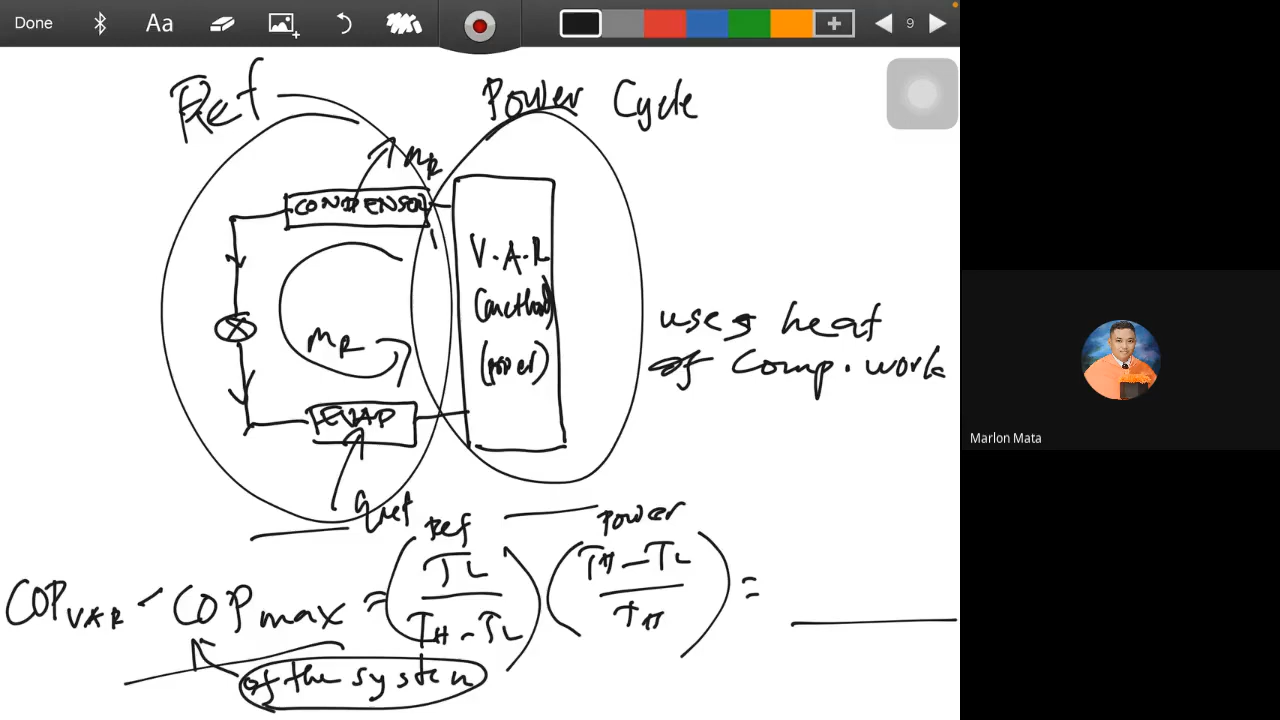 Done
Aa
9
Ref
Power Cycle
mR
CONDENSER
V.A.R
(method)
(power)
mR
uses heat
of Comp. work
EVAP
Marlon Mata
qref
Ref
Power
COPVAR - COPmax = (TL / TH - TL) (TH - TL / TH) =
of the system